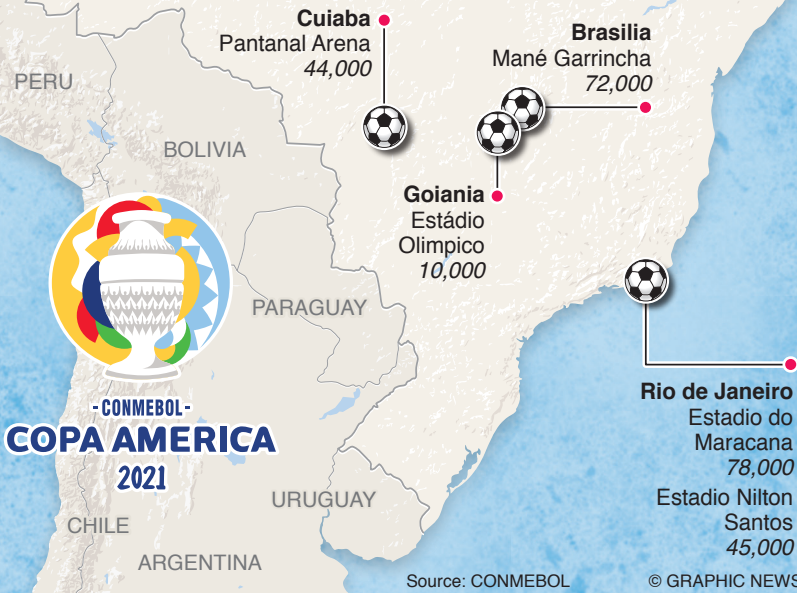 Cuiaba
Pantanal Arena
44,000
Brasilia
Mané Garrincha
72,000
PERU
BOLIVIA
Goiania
Estádio
Olimpico
10,000
PARAGUAY
Rio de Janeiro
Estadio do
Maracana
78,000
Estadio Nilton
Santos
45,000
-CONMEBOL-
COPA AMERICA
2021
URUGUAY
CHILE
ARGENTINA
Source: CONMEBOL
© GRAPHIC NEWS